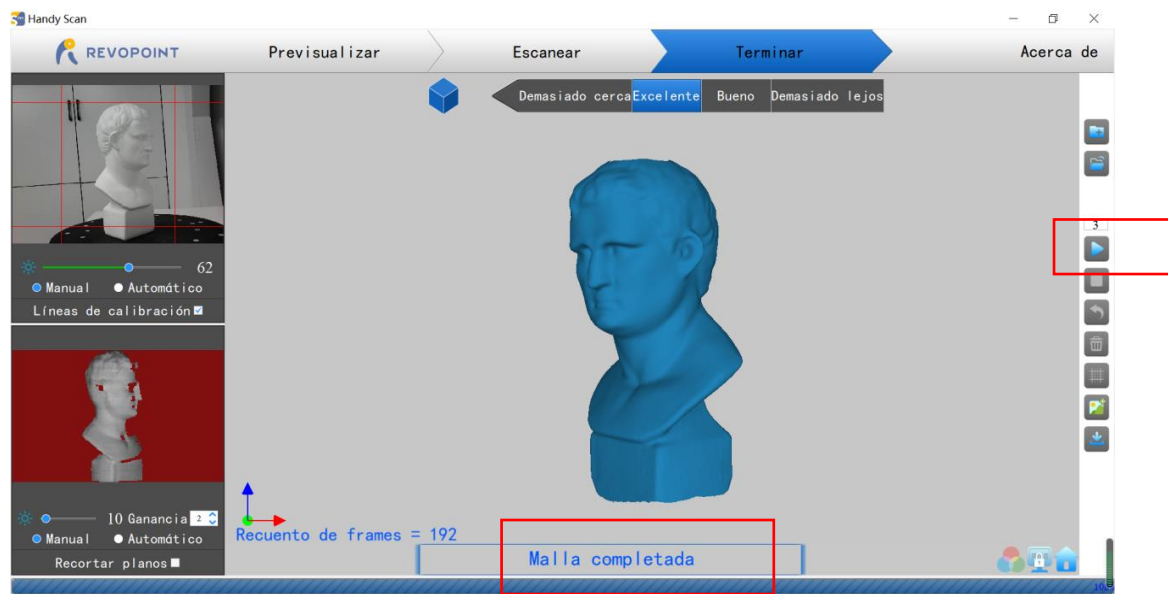 Handy Scan
REVOPOINT
Previsualizar
Escanear
Terminar
Acerca de
Demasiado cerca
Excelente
Bueno
Demasiado lejos
3
62
Manual
Automático
Líneas de calibración
10 Ganancia 2
Manual
Automático
Recortar planos
Recuento de frames = 192
Malla completada